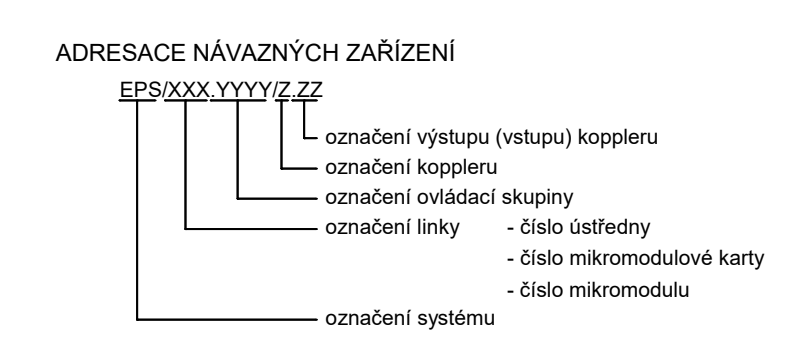 ADRESACE NÁVAZNÝCH ZAŘÍZENÍ
EPS/XXX.YYYY/Z.ZZ
označení výstupu (vstupu) koppleru
označení koppleru
označení ovládací skupiny
označení linky - číslo ústředny
- číslo mikromodulové karty
- číslo mikromodulu
označení systému